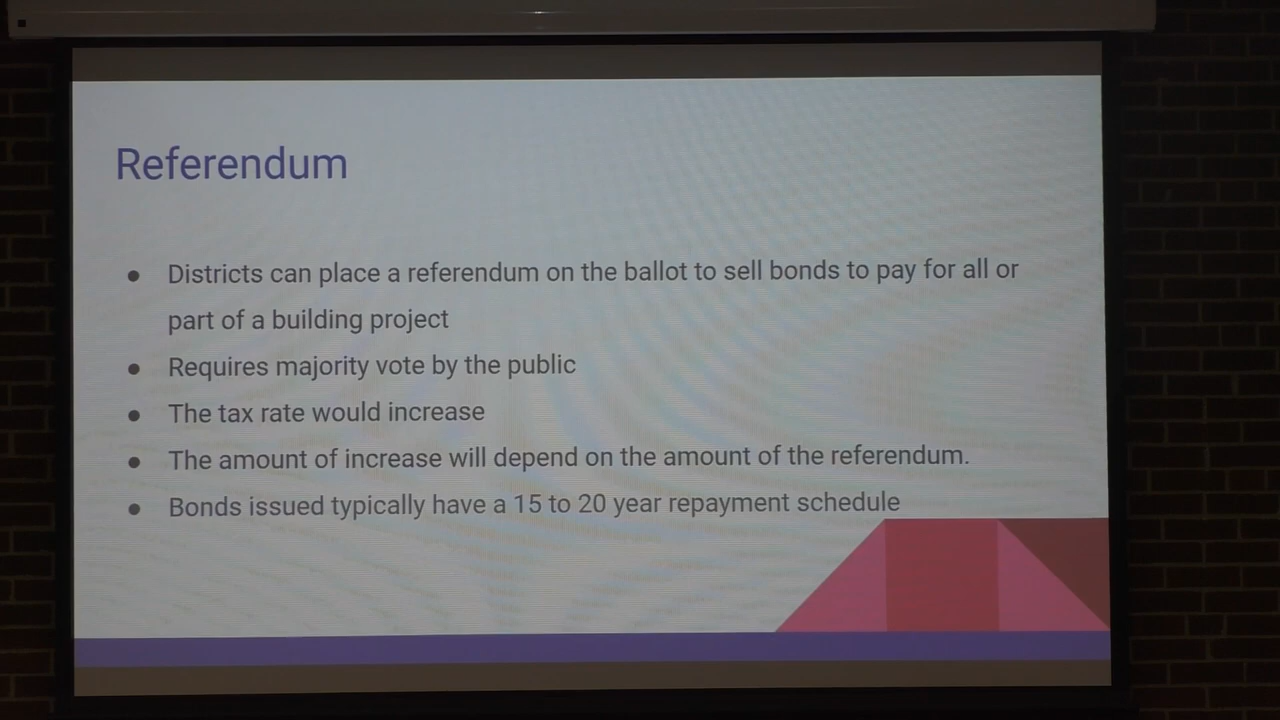 Referendum
● Districts can place a referendum on the ballot to sell bonds to pay for all or
part of a building project
● Requires majority vote by the public
● The tax rate would increase
● The amount of increase will depend on the amount of the referendum.
● Bonds issued typically have a 15 to 20 year repayment schedule